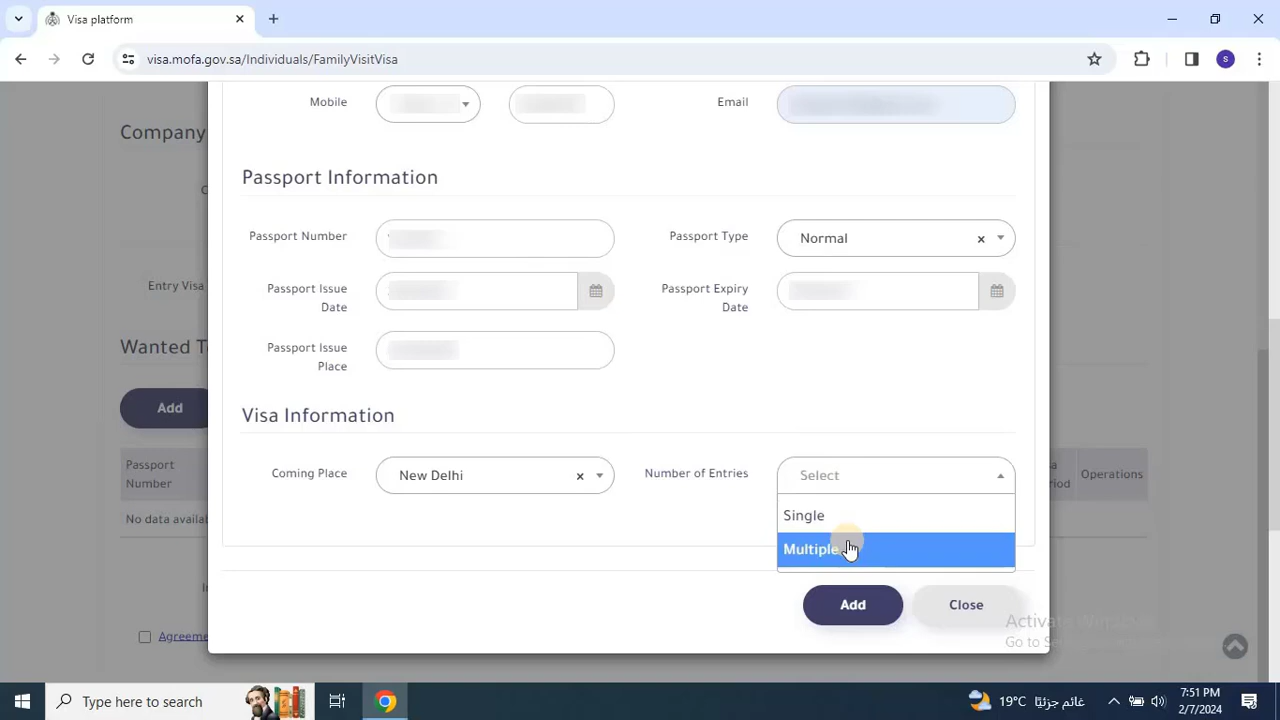 Visa platform
visa.mofa.gov.sa/Individuals/FamilyVisitVisa
s
Mobile
Email
Company
Passport Information
Passport Number
Passport Type
Normal
Passport Issue
Date
Passport Expiry
Date
Entry Visa
Passport Issue
Place
Wanted T
Add
Visa Information
Passport
Number
Coming Place
New Delhi
Number of Entries
Select
Operations
No data availa
Single
Multiple
Add
Close
Agreeme
Type here to search
19°C
غائم جزئيًا
7:51 PM
2/7/2024